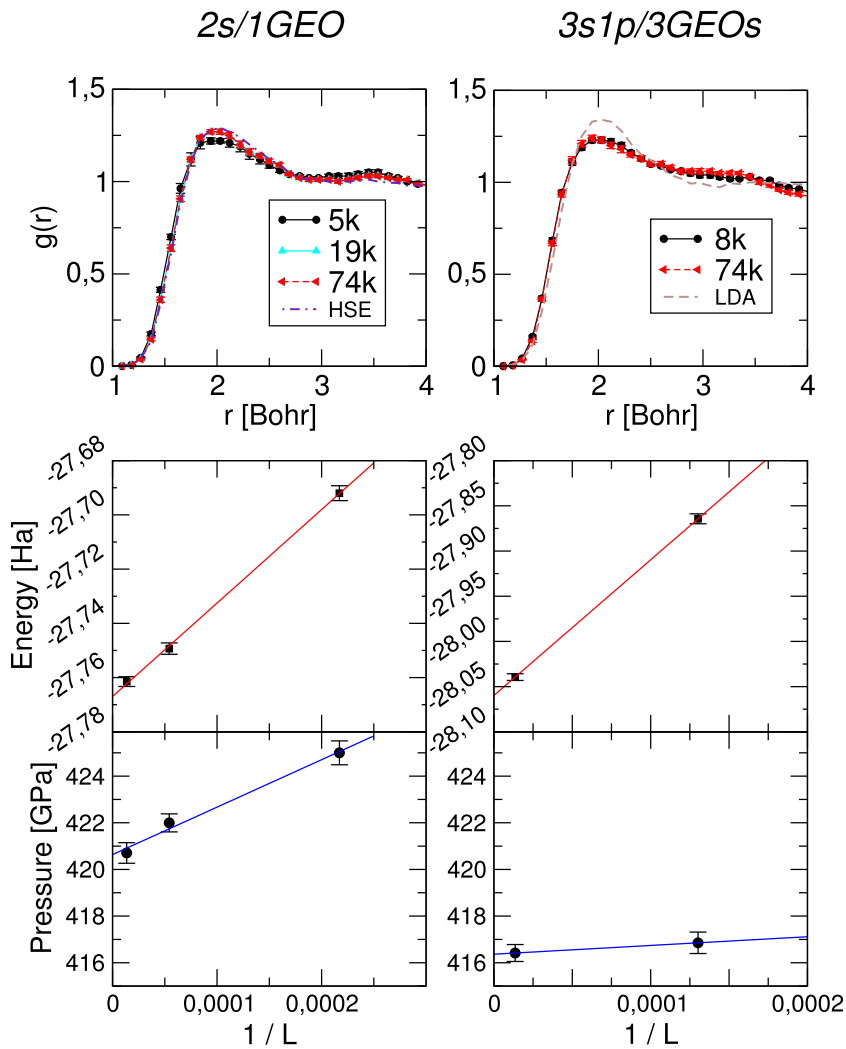 2s/1GEO
3s1p/3GEOs
1,5
1
0,5
0
g(r)
5k
19k
74k
HSE
1 2 3 4
r [Bohr]
1,5
1
0,5
0
8k
74k
LDA
1 2 3 4
r [Bohr]
-27,68
-27,70
-27,72
-27,74
-27,76
-27,78
Energy [Ha]
-27,80
-27,85
-27,90
-27,95
-28,00
-28,05
-28,10
424
422
420
418
416
Pressure [GPa]
0 0,0001 0,0002
1 / L
424
422
420
418
416
0 0,0001 0,0002
1 / L